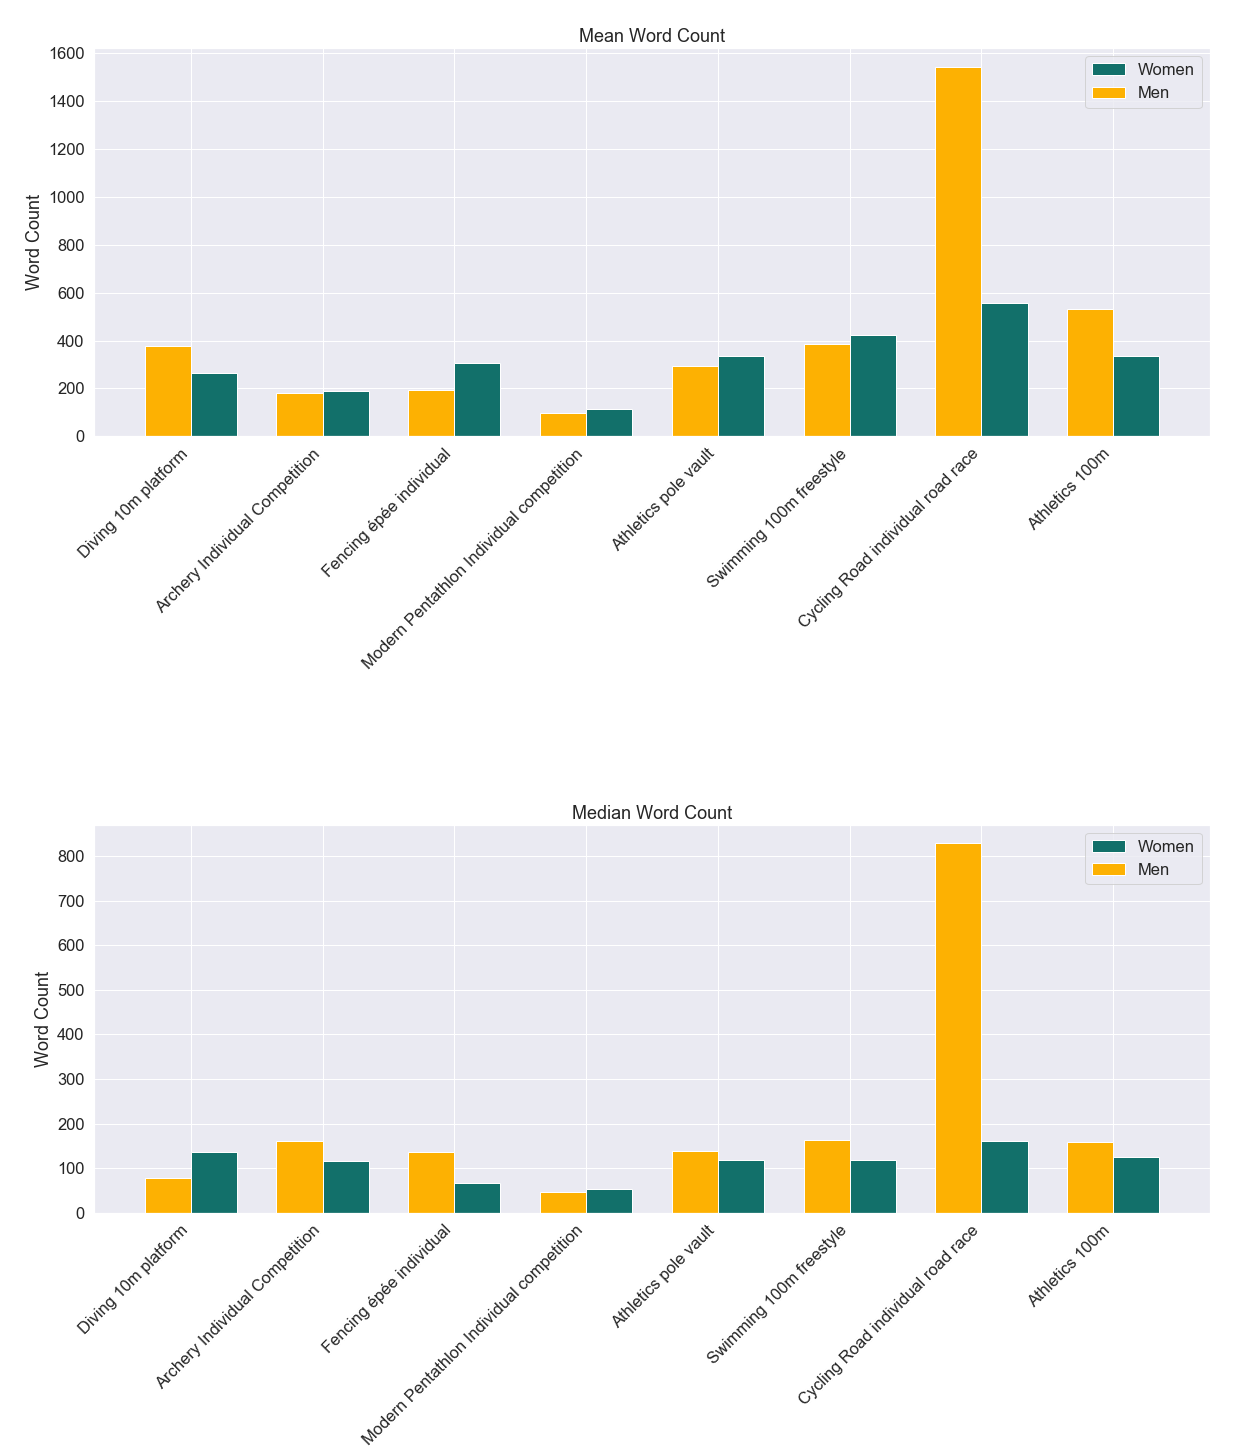 Mean Word Count
1600
1400
1200
1000
800
600
400
200
0
Word Count
Women
Men
Diving 10m platform
Archery Individual Competition
Fencing épée individual
Modern Pentathlon Individual competition
Athletics pole vault
Swimming 100m freestyle
Cycling Road individual road race
Athletics 100m
Median Word Count
800
700
600
500
400
300
200
100
0
Word Count
Women
Men
Diving 10m platform
Archery Individual Competition
Fencing épée individual
Modern Pentathlon Individual competition
Athletics pole vault
Swimming 100m freestyle
Cycling Road individual road race
Athletics 100m